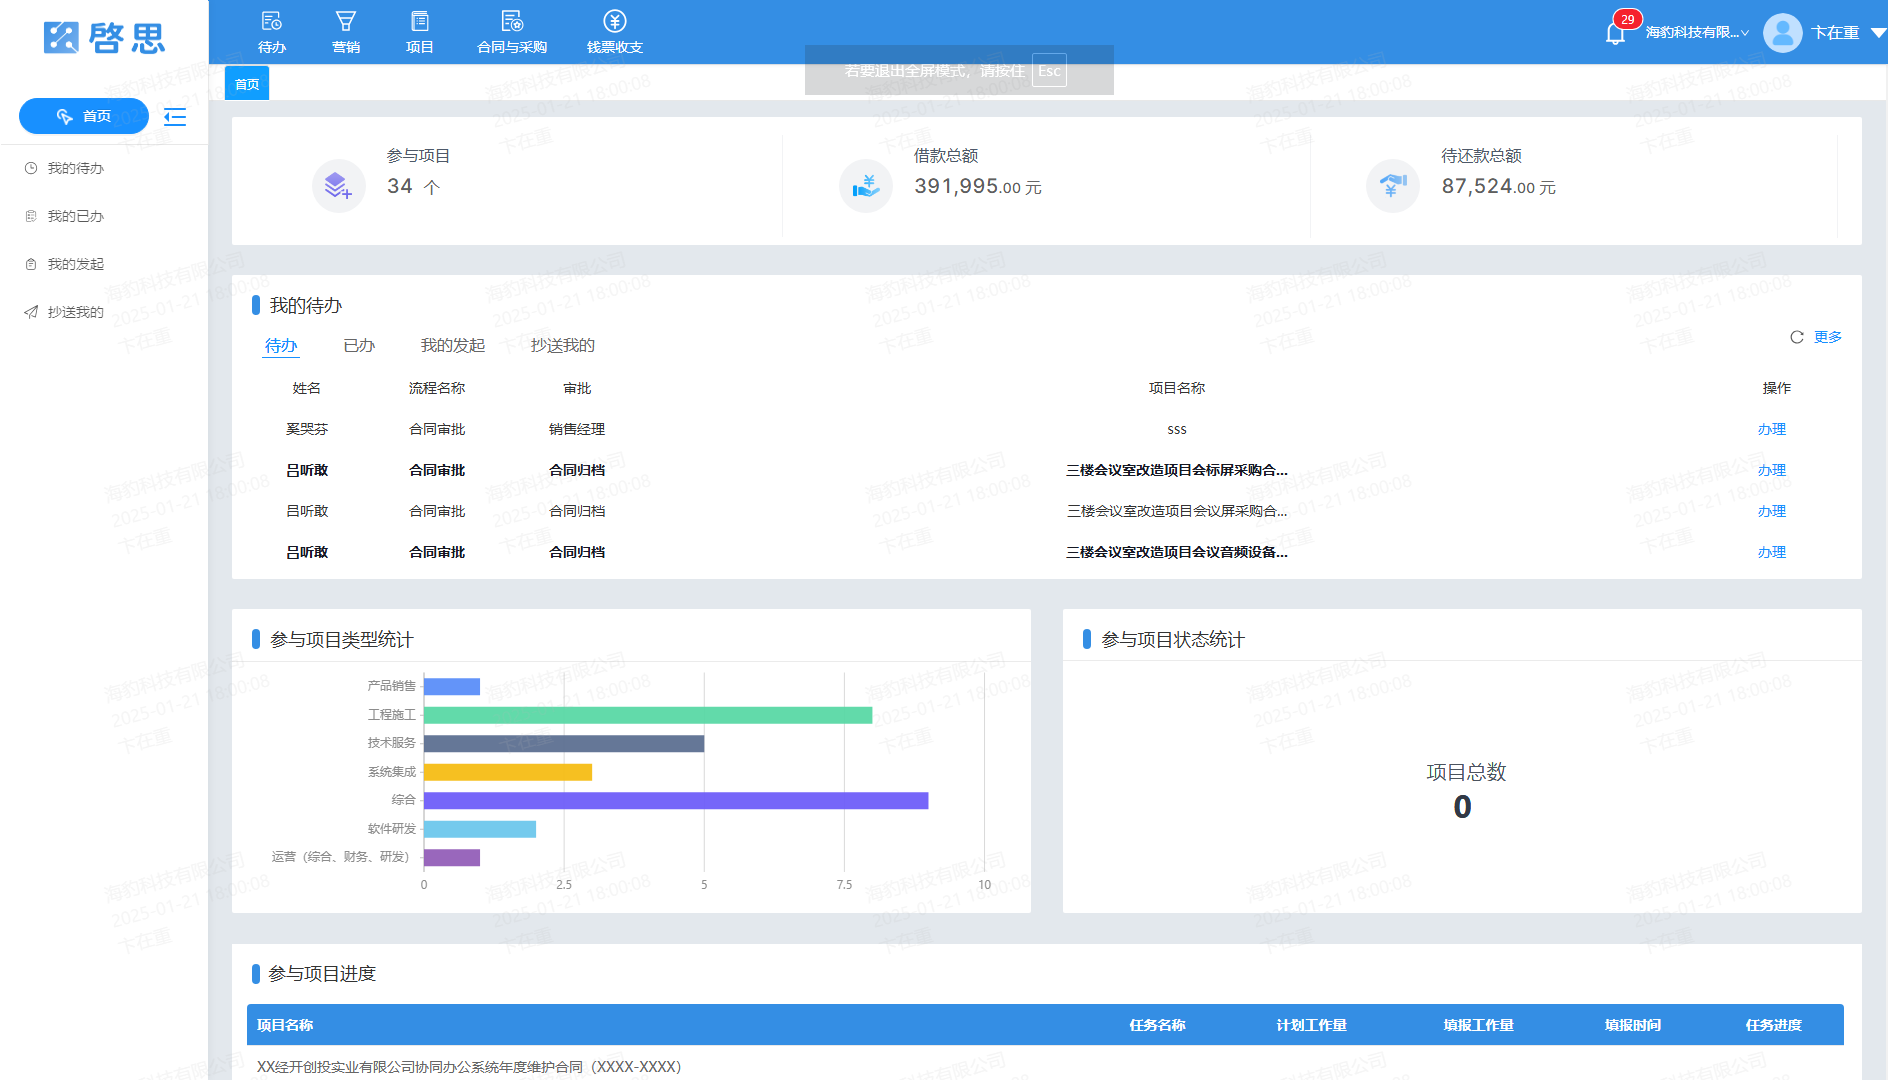 啓思
待办
营销
项目
合同与采购
钱票收支
29
海豹科技有限...
卞在重
首页
若要退出全屏模式，请按住 Esc
首页
我的待办
我的已办
我的发起
抄送我的
参与项目
34 个
借款总额
391,995.00 元
待还款总额
87,524.00 元
我的待办
待办 已办 我的发起 抄送我的
更多
姓名 流程名称 审批 项目名称 操作
奚哭芬 合同审批 销售经理 sss 办理
吕听敢 合同审批 合同归档 三楼会议室改造项目会标屏采购合... 办理
吕听敢 合同审批 合同归档 三楼会议室改造项目会议屏采购合... 办理
吕听敢 合同审批 合同归档 三楼会议室改造项目会议音频设备... 办理
参与项目类型统计
产品销售
工程施工
技术服务
系统集成
综合
软件研发
运营（综合、财务、研发）
0 2.5 5 7.5 10
参与项目状态统计
项目总数
0
参与项目进度
项目名称 任务名称 计划工作量 填报工作量 填报时间 任务进度
XX经开创投实业有限公司协同办公系统年度维护合同（XXXX-XXXX）
海豹科技有限公司
2025-01-21 18:00:08
卞在重